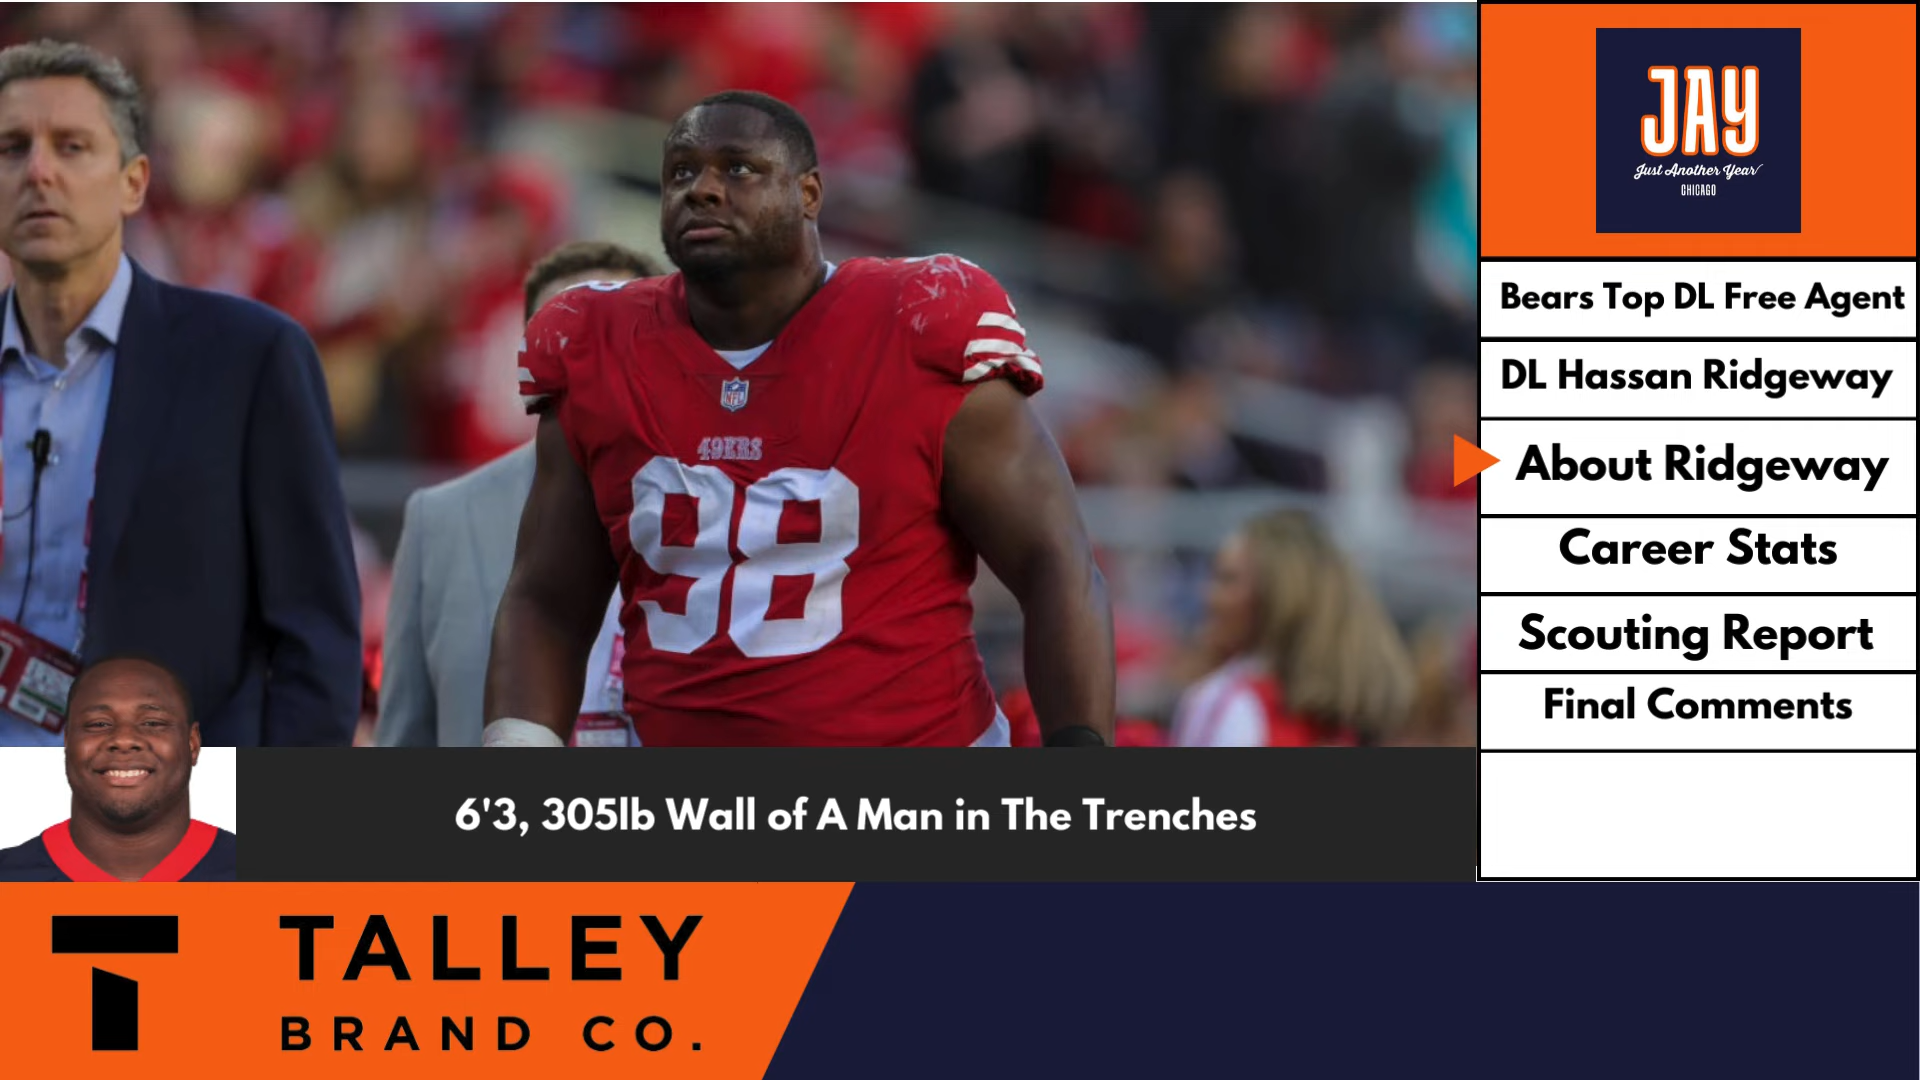 JAY
Just Another Year
CHICAGO
Bears Top DL Free Agent
DL Hassan Ridgeway
About Ridgeway
Career Stats
Scouting Report
Final Comments
NFL
49ERS
98
6'3, 305lb Wall of A Man in The Trenches
TALLEY
BRAND CO.